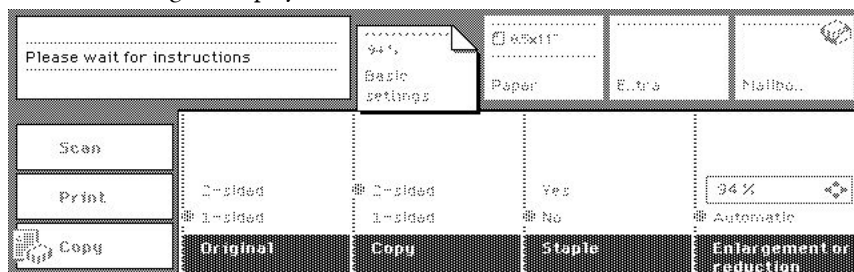 Please wait for instructions
94%
Basic
settings
8.5x11"
Paper
E..tra
Mailbo..
Scan
Print
Copy
2-sided
1-sided
Original
2-sided
1-sided
Copy
Yes
No
Staple
94%
Automatic
Enlargement or
reduction